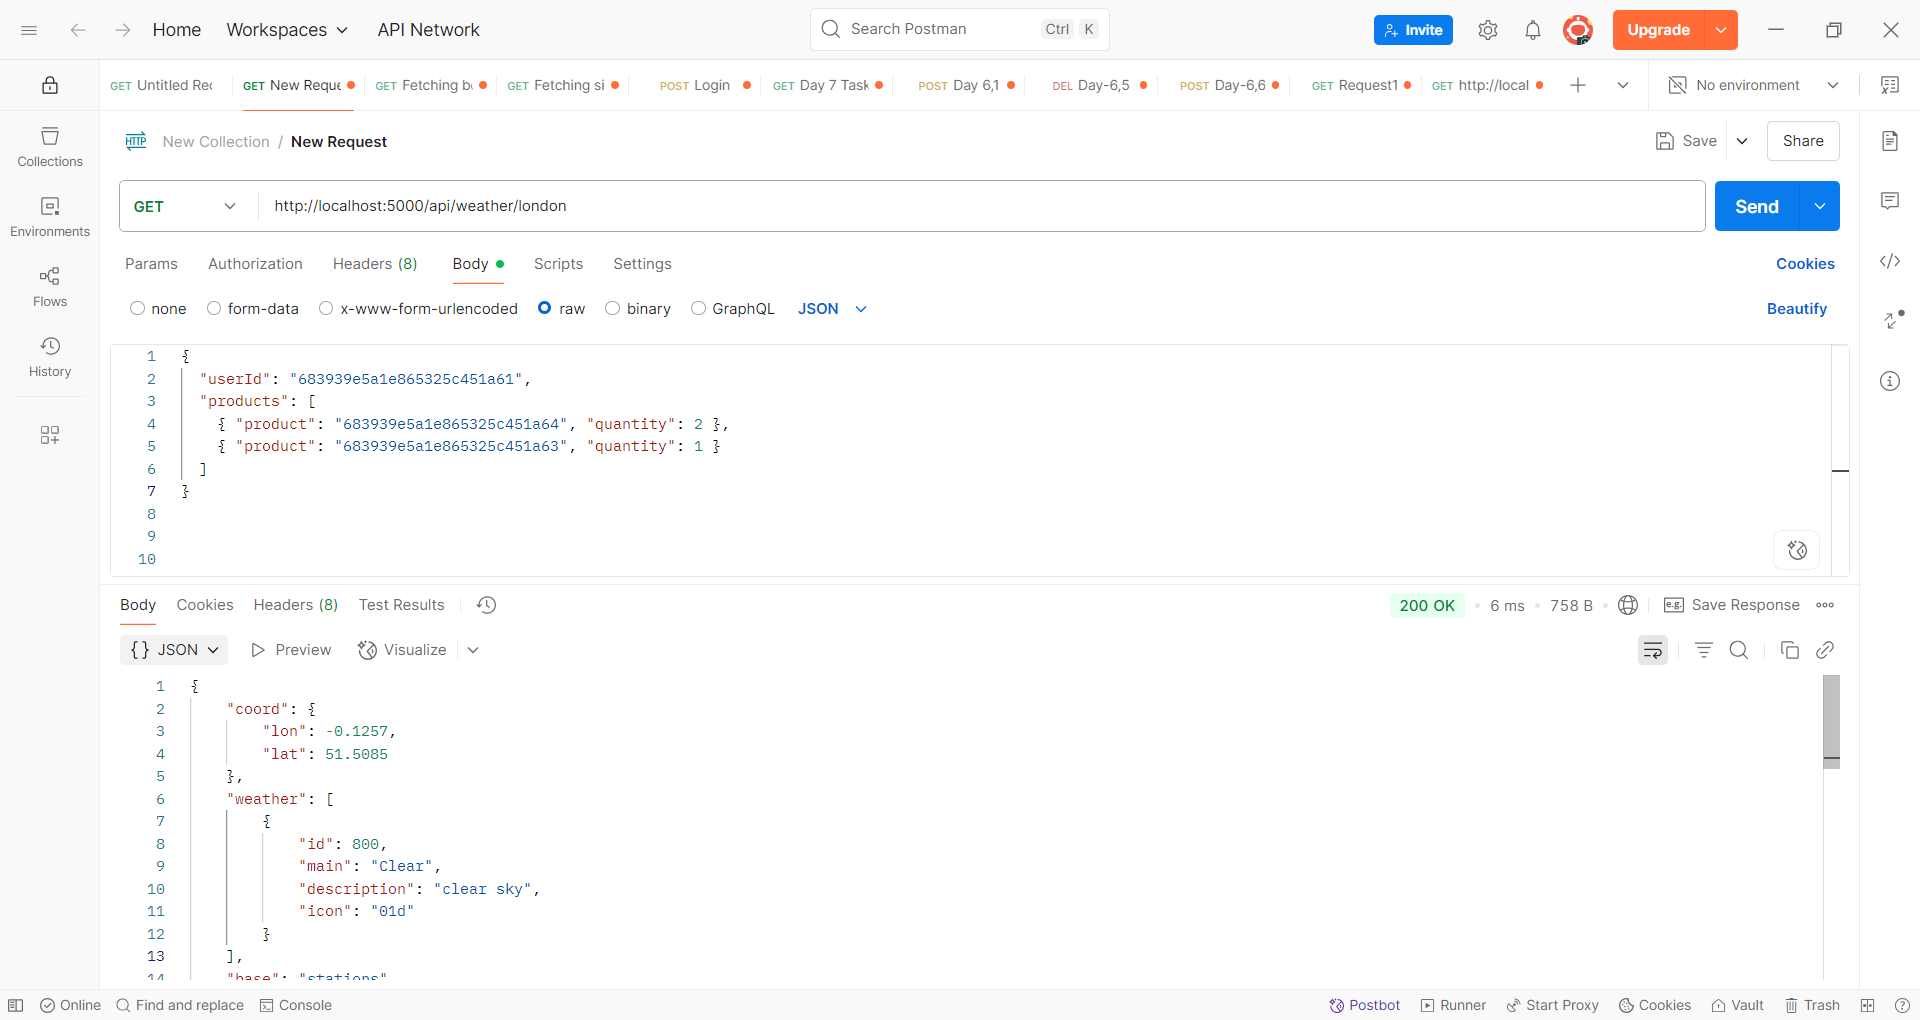 Home Workspaces API Network Search Postman Ctrl K Invite Upgrade
GET Untitled Rec GET New Reque GET Fetching b GET Fetching si POST Login GET Day 7 Task POST Day 6,1 DEL Day-6,5 POST Day-6,6 GET Request1 GET http://local No environment
Collections
Environments
Flows
History
HTTP New Collection / New Request Save Share
GET http://localhost:5000/api/weather/london Send
Params Authorization Headers (8) Body Scripts Settings Cookies
none form-data x-www-form-urlencoded raw binary GraphQL JSON Beautify
1 {
2 "userId": "683939e5a1e865325c451a61",
3 "products": [
4 { "product": "683939e5a1e865325c451a64", "quantity": 2 },
5 { "product": "683939e5a1e865325c451a63", "quantity": 1 }
6 ]
7 }
8
9
10
Body Cookies Headers (8) Test Results 200 OK 6 ms 758 B e.g. Save Response
{} JSON Preview Visualize
1 {
2 "coord": {
3 "lon": -0.1257,
4 "lat": 51.5085
5 },
6 "weather": [
7 {
8 "id": 800,
9 "main": "Clear",
10 "description": "clear sky",
11 "icon": "01d"
12 }
13 ],
14 "base": "stations"
Online Find and replace Console Postbot Runner Start Proxy Cookies Vault Trash